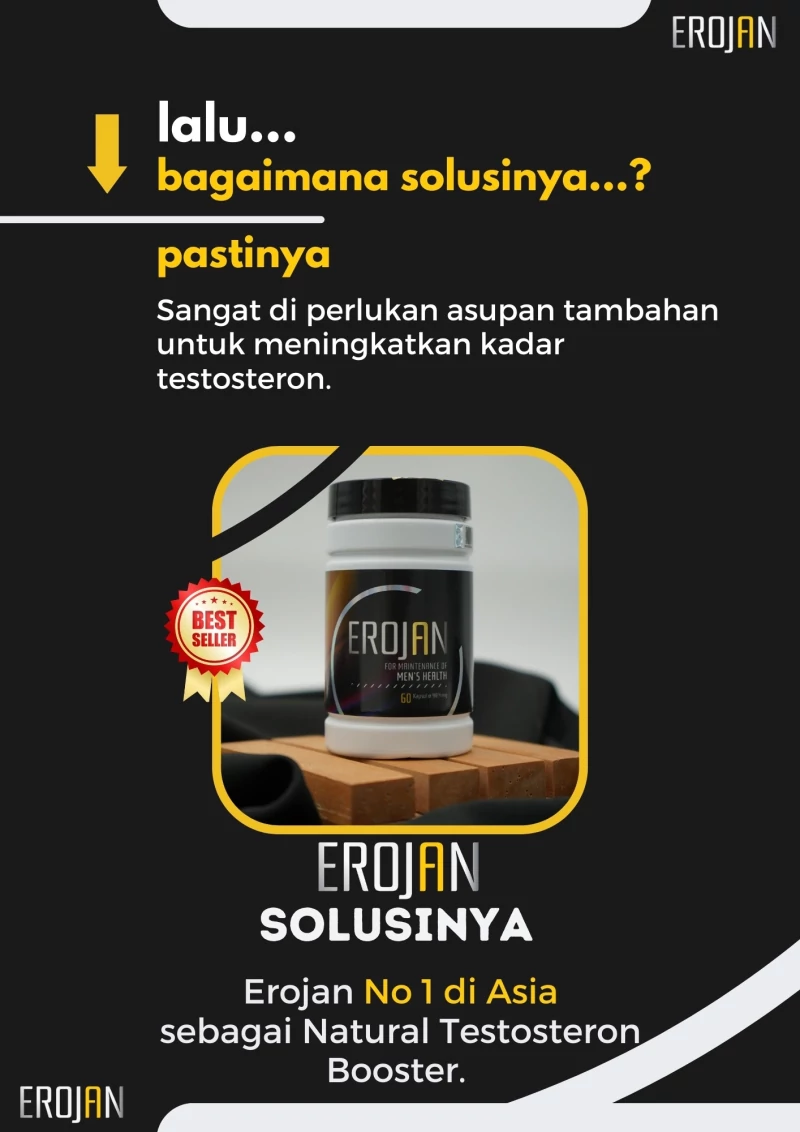 EROJAN
lalu...
bagaimana solusinya...?
pastinya
Sangat di perlukan asupan tambahan
untuk meningkatkan kadar
testosteron.
BEST
SELLER
EROJAN
FOR MAINTENANCE OF
MEN'S HEALTH
60
EROJAN
SOLUSINYA
Erojan No 1 di Asia
sebagai Natural Testosteron
Booster.
EROJAN